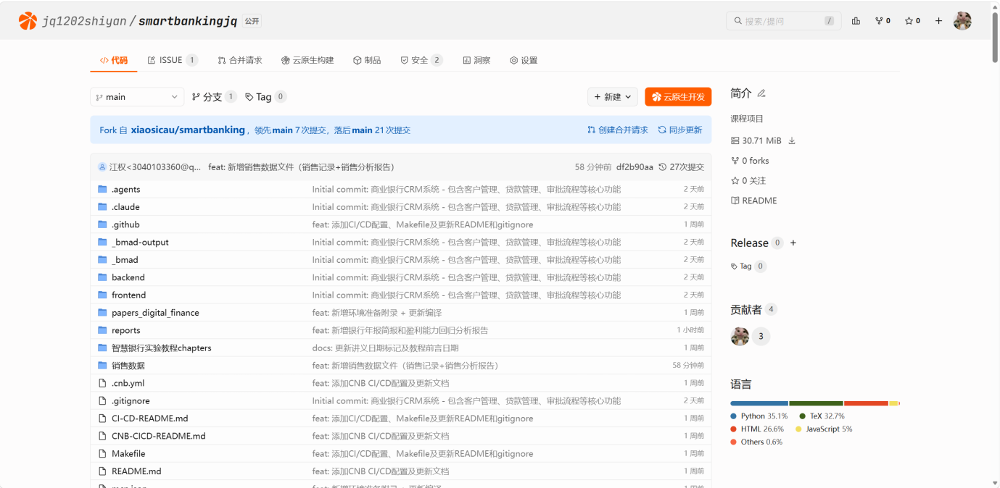 jq1202shiyan / smartbankingjq 公开 搜索/提问 / 0 0
代码 ISSUE 1 合并请求 云原生构建 制品 安全 2 洞察 设置
main 分支 1 Tag 0 新建 云原生开发
Fork 自 xiaosicau/smartbanking ，领先 main 7 次提交，落后 main 21 次提交 创建合并请求 同步更新
江权<3040103360@q... feat: 新增销售数据文件（销售记录+销售分析报告） 58 分钟前 df2b90aa 27次提交
.agents Initial commit: 商业银行CRM系统 - 包含客户管理、贷款管理、审批流程等核心功能 2 天前
.claude Initial commit: 商业银行CRM系统 - 包含客户管理、贷款管理、审批流程等核心功能 2 天前
.github feat: 添加CI/CD配置、Makefile及更新README和gitignore 1 周前
_bmad-output Initial commit: 商业银行CRM系统 - 包含客户管理、贷款管理、审批流程等核心功能 2 天前
_bmad Initial commit: 商业银行CRM系统 - 包含客户管理、贷款管理、审批流程等核心功能 2 天前
backend Initial commit: 商业银行CRM系统 - 包含客户管理、贷款管理、审批流程等核心功能 2 天前
frontend Initial commit: 商业银行CRM系统 - 包含客户管理、贷款管理、审批流程等核心功能 2 天前
papers_digital_finance feat: 新增环境准备附录 + 更新编译 1 周前
reports feat: 新增银行年报简报和盈利能力回归分析报告 1 小时前
智慧银行实验教程chapters docs: 更新讲义日期标记及教程前言日期 1 周前
销售数据 feat: 新增销售数据文件（销售记录+销售分析报告） 58 分钟前
.cnb.yml feat: 添加CNB CI/CD配置及更新文档 1 周前
.gitignore Initial commit: 商业银行CRM系统 - 包含客户管理、贷款管理、审批流程等核心功能 2 天前
CI-CD-README.md feat: 添加CI/CD配置、Makefile及更新README和gitignore 1 周前
CNB-CICD-README.md feat: 添加CNB CI/CD配置及更新文档 1 周前
Makefile feat: 添加CI/CD配置、Makefile及更新README和gitignore 1 周前
README.md feat: 添加CNB CI/CD配置及更新文档 1 周前
简介
课程项目
30.71 MiB
0 forks
0 关注
README
Release 0 +
Tag 0
贡献者 4
3
语言
Python 35.1% TeX 32.7%
HTML 26.6% JavaScript 5%
Others 0.6%